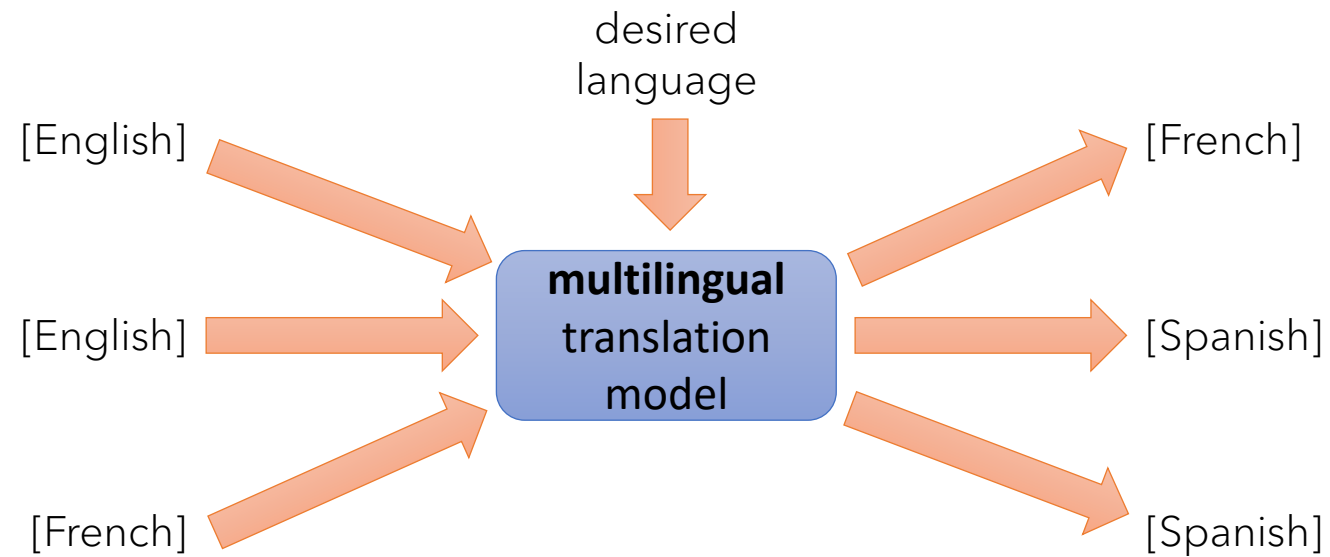 desired
language
[English]
[French]
[English]
multilingual
translation
model
[Spanish]
[French]
[Spanish]